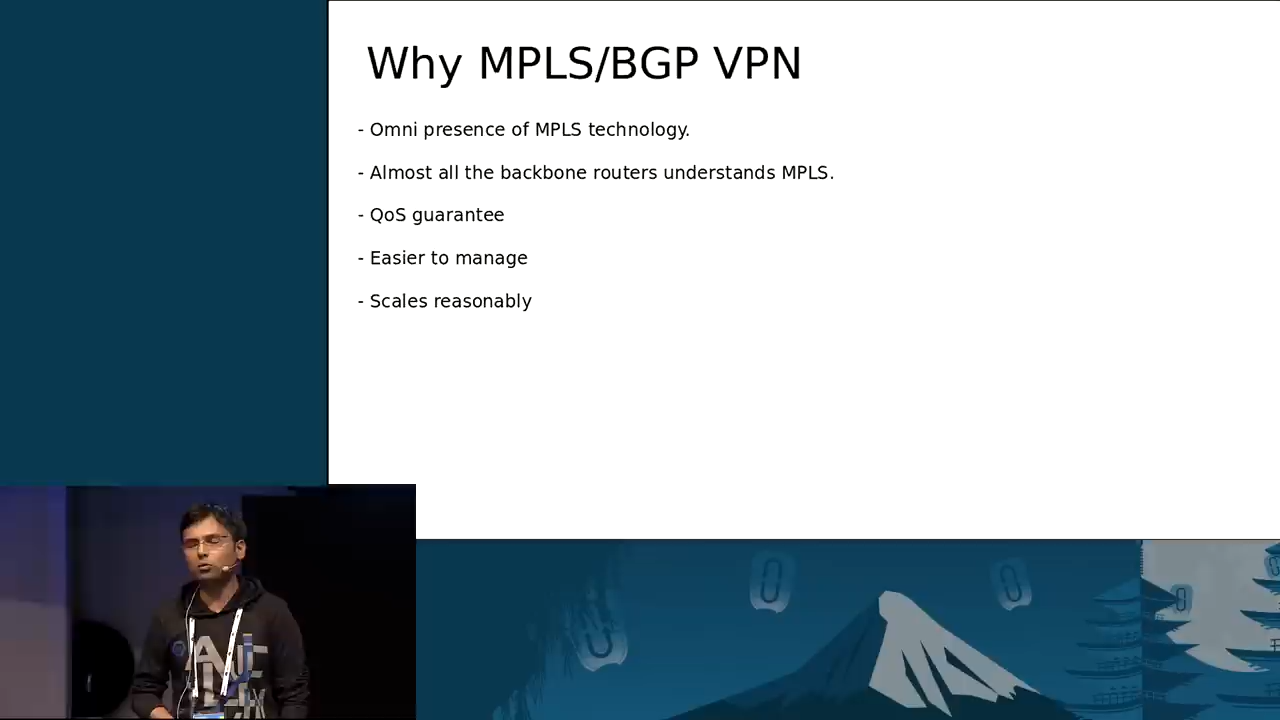 Why MPLS/BGP VPN
- Omni presence of MPLS technology.
- Almost all the backbone routers understands MPLS.
- QoS guarantee
- Easier to manage
- Scales reasonably